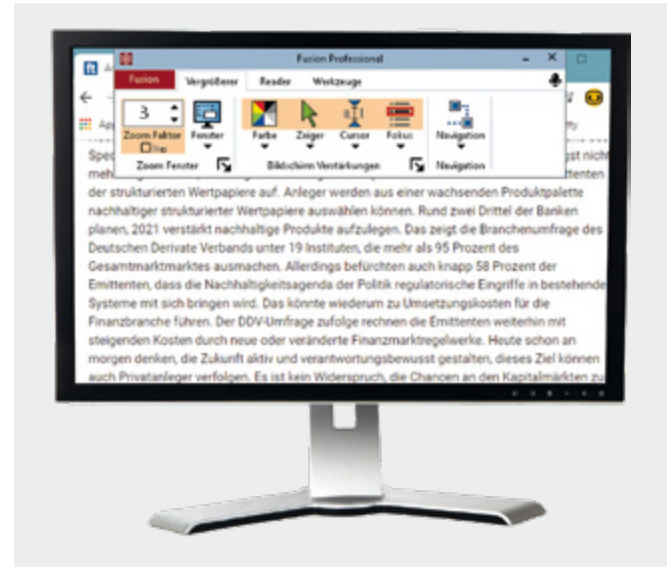 Fusion Professional
ft
Fusion Vergrößerer Reader Werkzeuge
3
Zoom Faktor Fenster Farbe Zeiger Cursor Fokus Navigation
Zoom Fenster Bildschirm Verstärkungen Navigation
gst nicht
der strukturierten Wertpapiere auf. Anleger werden aus einer wachsenden Produktpalette
nachhaltiger strukturierter Wertpapiere auswählen können. Rund zwei Drittel der Banken
planen, 2021 verstärkt nachhaltige Produkte aufzulegen. Das zeigt die Branchenumfrage des
Deutschen Derivate Verbands unter 19 Instituten, die mehr als 95 Prozent des
Gesamtmarktmarktes ausmachen. Allerdings befürchten auch knapp 58 Prozent der
Emittenten, dass die Nachhaltigkeitsagenda der Politik regulatorische Eingriffe in bestehende
Systeme mit sich bringen wird. Das könnte wiederum zu Umsetzungskosten für die
Finanzbranche führen. Der DDV-Umfrage zufolge rechnen die Emittenten weiterhin mit
steigenden Kosten durch neue oder veränderte Finanzmarktregelwerke. Heute schon an
morgen denken, die Zukunft aktiv und verantwortungsbewusst gestalten, dieses Ziel können
auch Privatanleger verfolgen. Es ist kein Widerspruch, die Chancen an den Kapitalmärkten zu